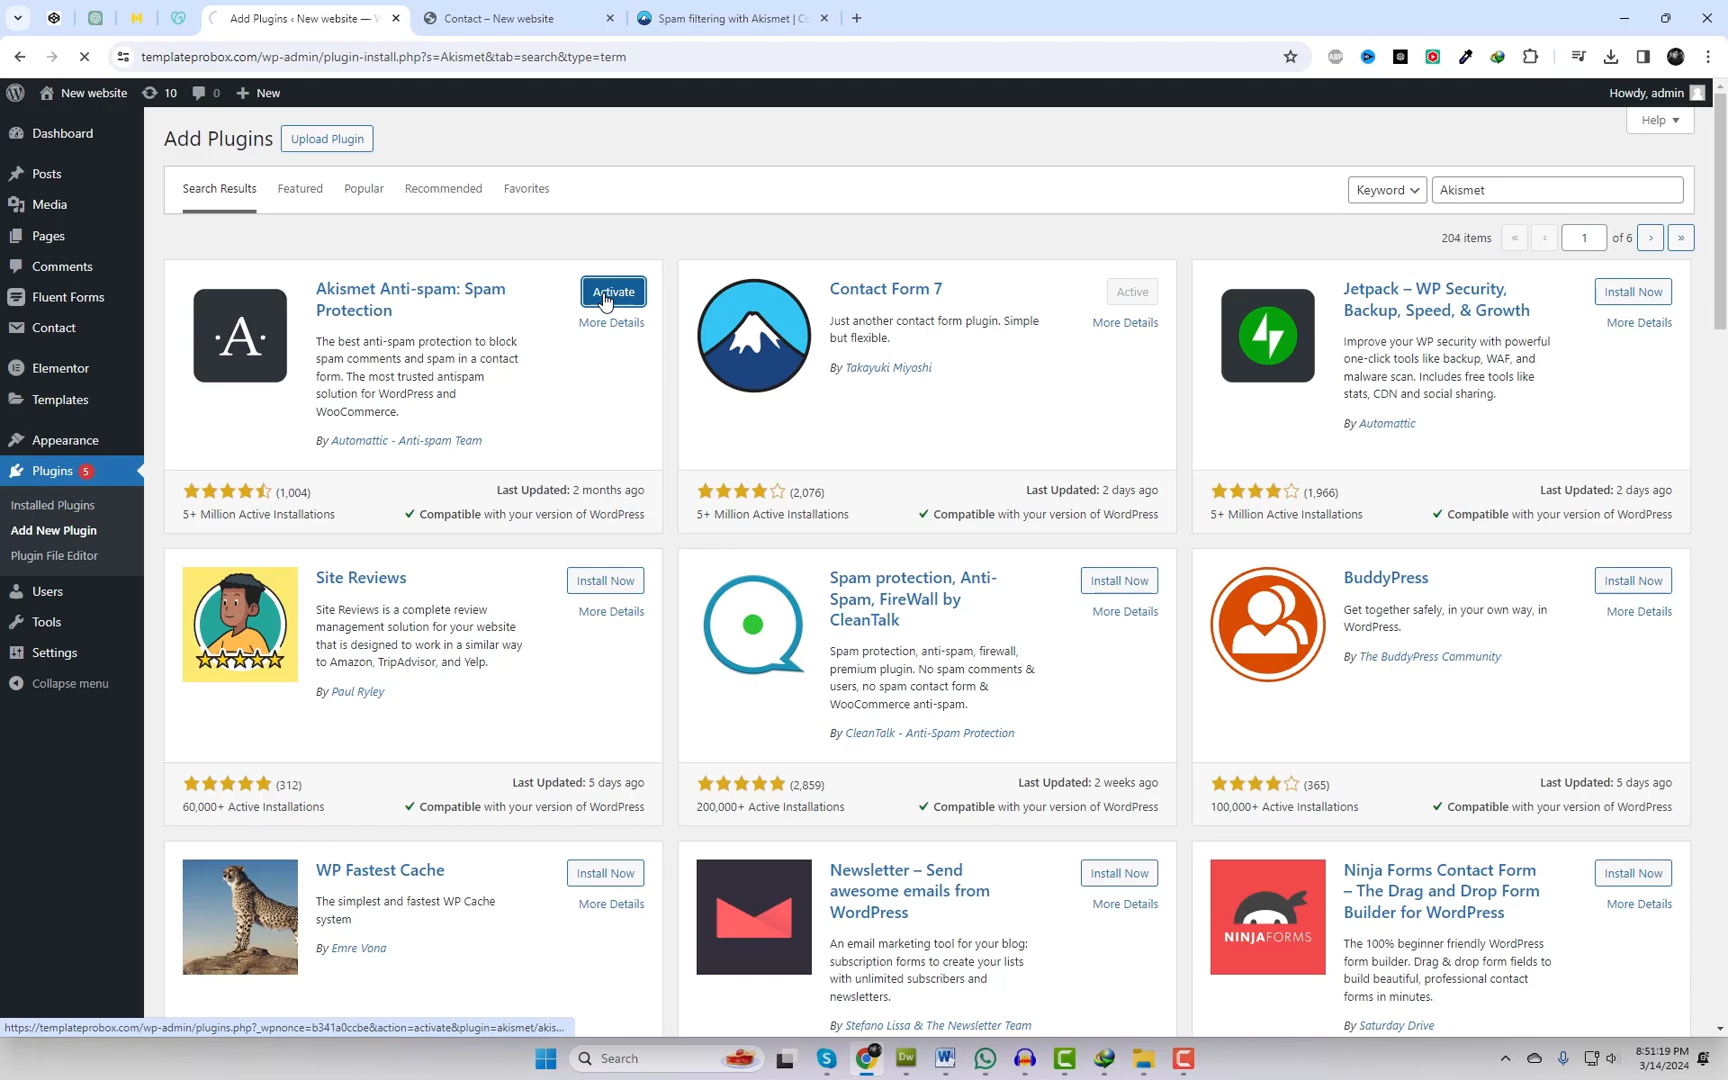 Add Plugins ‹ New website — W
Contact – New website
Spam filtering with Akismet | Co
templateprobox.com/wp-admin/plugin-install.php?s=Akismet&tab=search&type=term
New website
10
0
New
Howdy, admin
Dashboard
Posts
Media
Pages
Comments
Fluent Forms
Contact
Elementor
Templates
Appearance
Plugins 5
Installed Plugins
Add New Plugin
Plugin File Editor
Users
Tools
Settings
Collapse menu
Help
Add Plugins
Upload Plugin
Search Results
Featured
Popular
Recommended
Favorites
Keyword
Akismet
204 items
«
‹
1
of 6
›
»
Akismet Anti-spam: Spam
Protection
Activate
More Details
The best anti-spam protection to block
spam comments and spam in a contact
form. The most trusted antispam
solution for WordPress and
WooCommerce.
By Automattic - Anti-spam Team
(1,004)
Last Updated: 2 months ago
5+ Million Active Installations
Compatible with your version of WordPress
Contact Form 7
Active
More Details
Just another contact form plugin. Simple
but flexible.
By Takayuki Miyoshi
(2,076)
Last Updated: 2 days ago
5+ Million Active Installations
Compatible with your version of WordPress
Jetpack – WP Security,
Backup, Speed, & Growth
Install Now
More Details
Improve your WP security with powerful
one-click tools like backup, WAF, and
malware scan. Includes free tools like
stats, CDN and social sharing.
By Automattic
(1,966)
Last Updated: 2 days ago
5+ Million Active Installations
Compatible with your version of WordPress
Site Reviews
Install Now
More Details
Site Reviews is a complete review
management solution for your website
that is designed to work in a similar way
to Amazon, TripAdvisor, and Yelp.
By Paul Ryley
(312)
Last Updated: 5 days ago
60,000+ Active Installations
Compatible with your version of WordPress
Spam protection, Anti-
Spam, FireWall by
CleanTalk
Install Now
More Details
Spam protection, anti-spam, firewall,
premium plugin. No spam comments &
users, no spam contact form &
WooCommerce anti-spam.
By CleanTalk - Anti-Spam Protection
(2,859)
Last Updated: 2 weeks ago
200,000+ Active Installations
Compatible with your version of WordPress
BuddyPress
Install Now
More Details
Get together safely, in your own way, in
WordPress.
By The BuddyPress Community
(365)
Last Updated: 5 days ago
100,000+ Active Installations
Compatible with your version of WordPress
WP Fastest Cache
Install Now
More Details
The simplest and fastest WP Cache
system
By Emre Vona
Newsletter – Send
awesome emails from
WordPress
Install Now
More Details
An email marketing tool for your blog:
subscription forms to create your lists
with unlimited subscribers and
newsletters.
By Stefano Lissa & The Newsletter Team
NINJAFORMS
Ninja Forms Contact Form
– The Drag and Drop Form
Builder for WordPress
Install Now
More Details
The 100% beginner friendly WordPress
form builder. Drag & drop form fields to
build beautiful, professional contact
forms in minutes.
By Saturday Drive
https://templateprobox.com/wp-admin/plugins.php?_wpnonce=b341a0ccbe&action=activate&plugin=akismet/akis...
Search
8:51:19 PM
3/14/2024